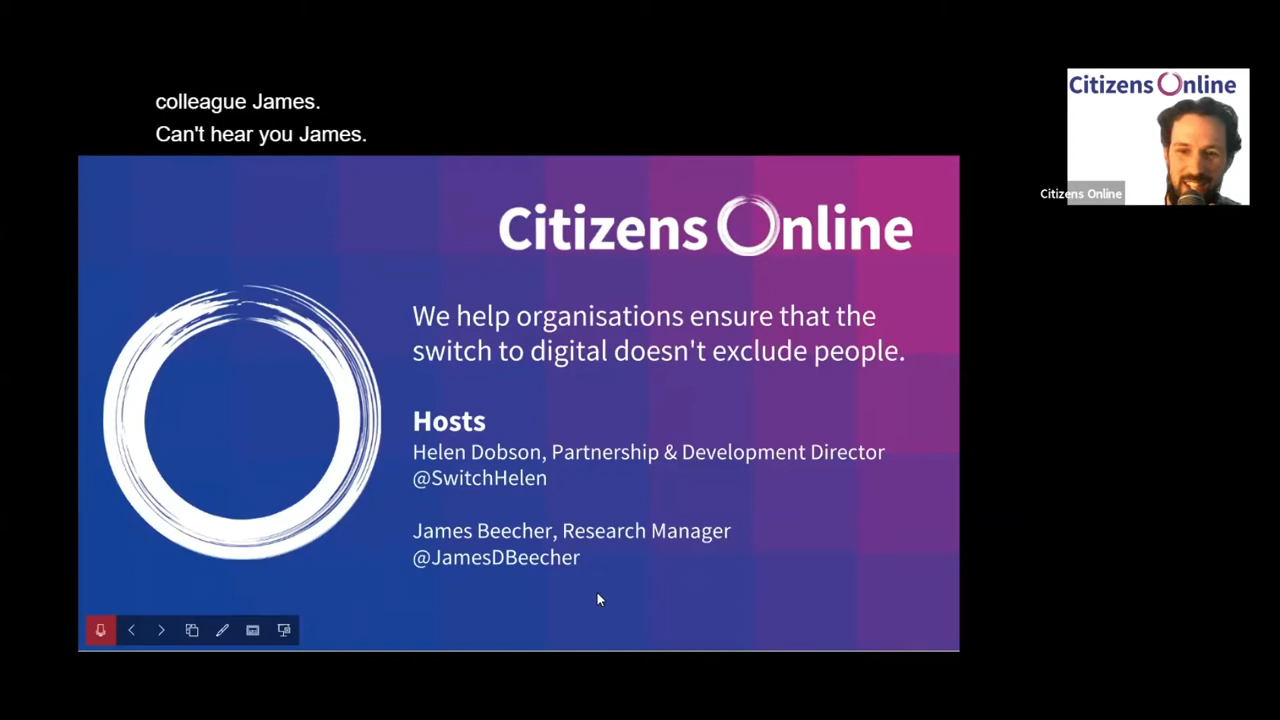 colleague James.
Can't hear you James.
Citizens Online
Citizens Online
Citizens Online
We help organisations ensure that the
switch to digital doesn't exclude people.
Hosts
Helen Dobson, Partnership & Development Director
@SwitchHelen
James Beecher, Research Manager
@JamesDBeecher